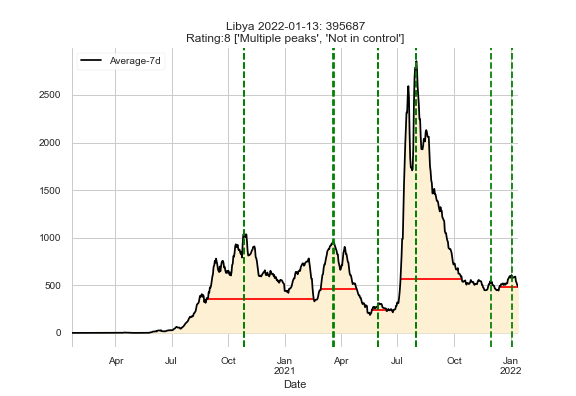 Libya 2022-01-13: 395687
Rating:8 ['Multiple peaks', 'Not in control']
Average-7d
2500
2000
1500
1000
500
0
Apr Jul Oct Jan Apr Jul Oct Jan
2021 2022
Date